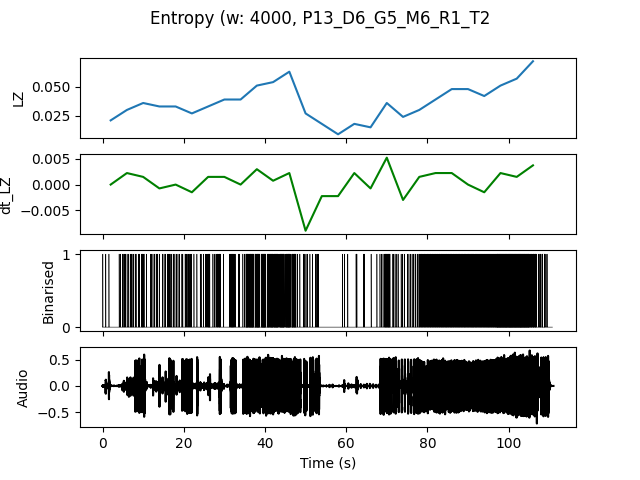 Entropy (w: 4000, P13_D6_G5_M6_R1_T2
LZ
0.050
0.025
dt_LZ
0.005
0.000
−0.005
Binarised
1
0
Audio
0.5
0.0
−0.5
0 20 40 60 80 100
Time (s)